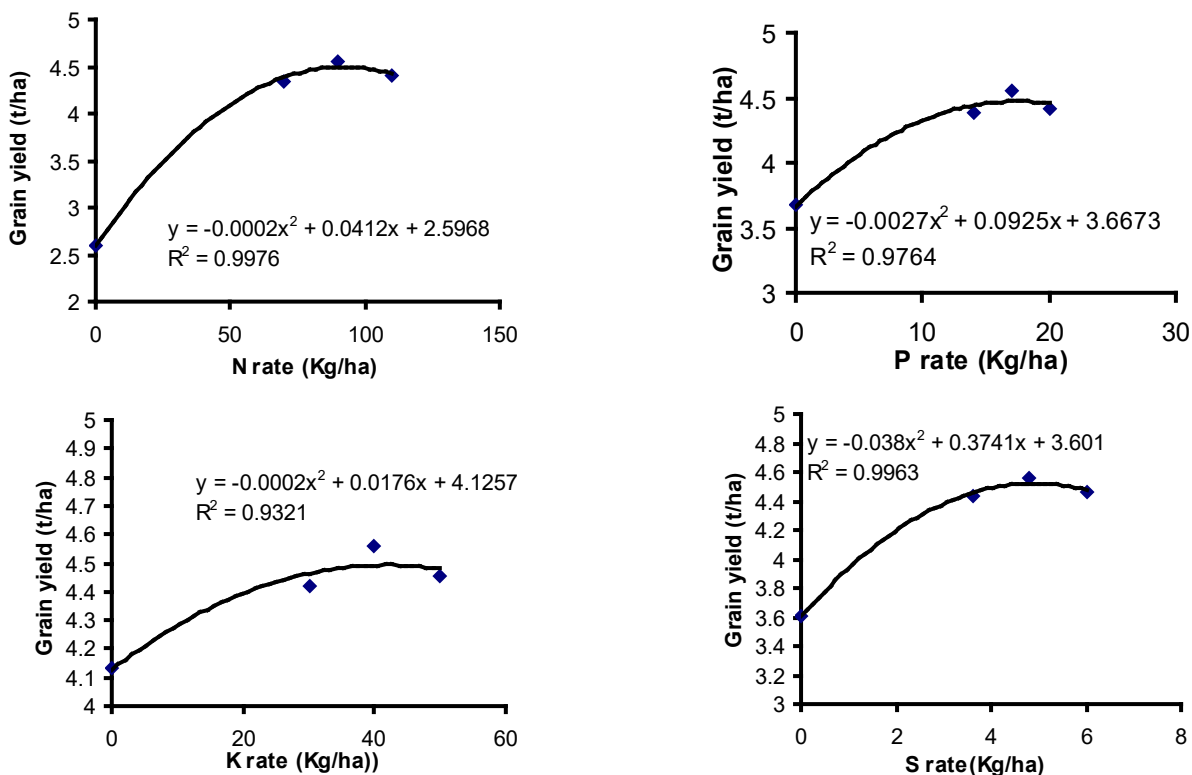 Grain yield (t/ha)
5
4.5
4
3.5
3
2.5
2
y = -0.0002x² + 0.0412x + 2.5968
R² = 0.9976
0 50 100 150
N rate (Kg/ha)
Grain yield (t/ha)
5
4.5
4
3.5
3
y = -0.0027x² + 0.0925x + 3.6673
R² = 0.9764
0 10 20 30
P rate (Kg/ha)
Grain yield (t/ha)
5
4.9
4.8
4.7
4.6
4.5
4.4
4.3
4.2
4.1
4
y = -0.0002x² + 0.0176x + 4.1257
R² = 0.9321
0 20 40 60
K rate (Kg/ha))
Grain yield (t/ha)
5
4.8
4.6
4.4
4.2
4
3.8
3.6
3.4
3.2
3
y = -0.038x² + 0.3741x + 3.601
R² = 0.9963
0 2 4 6 8
S rate(Kg/ha)